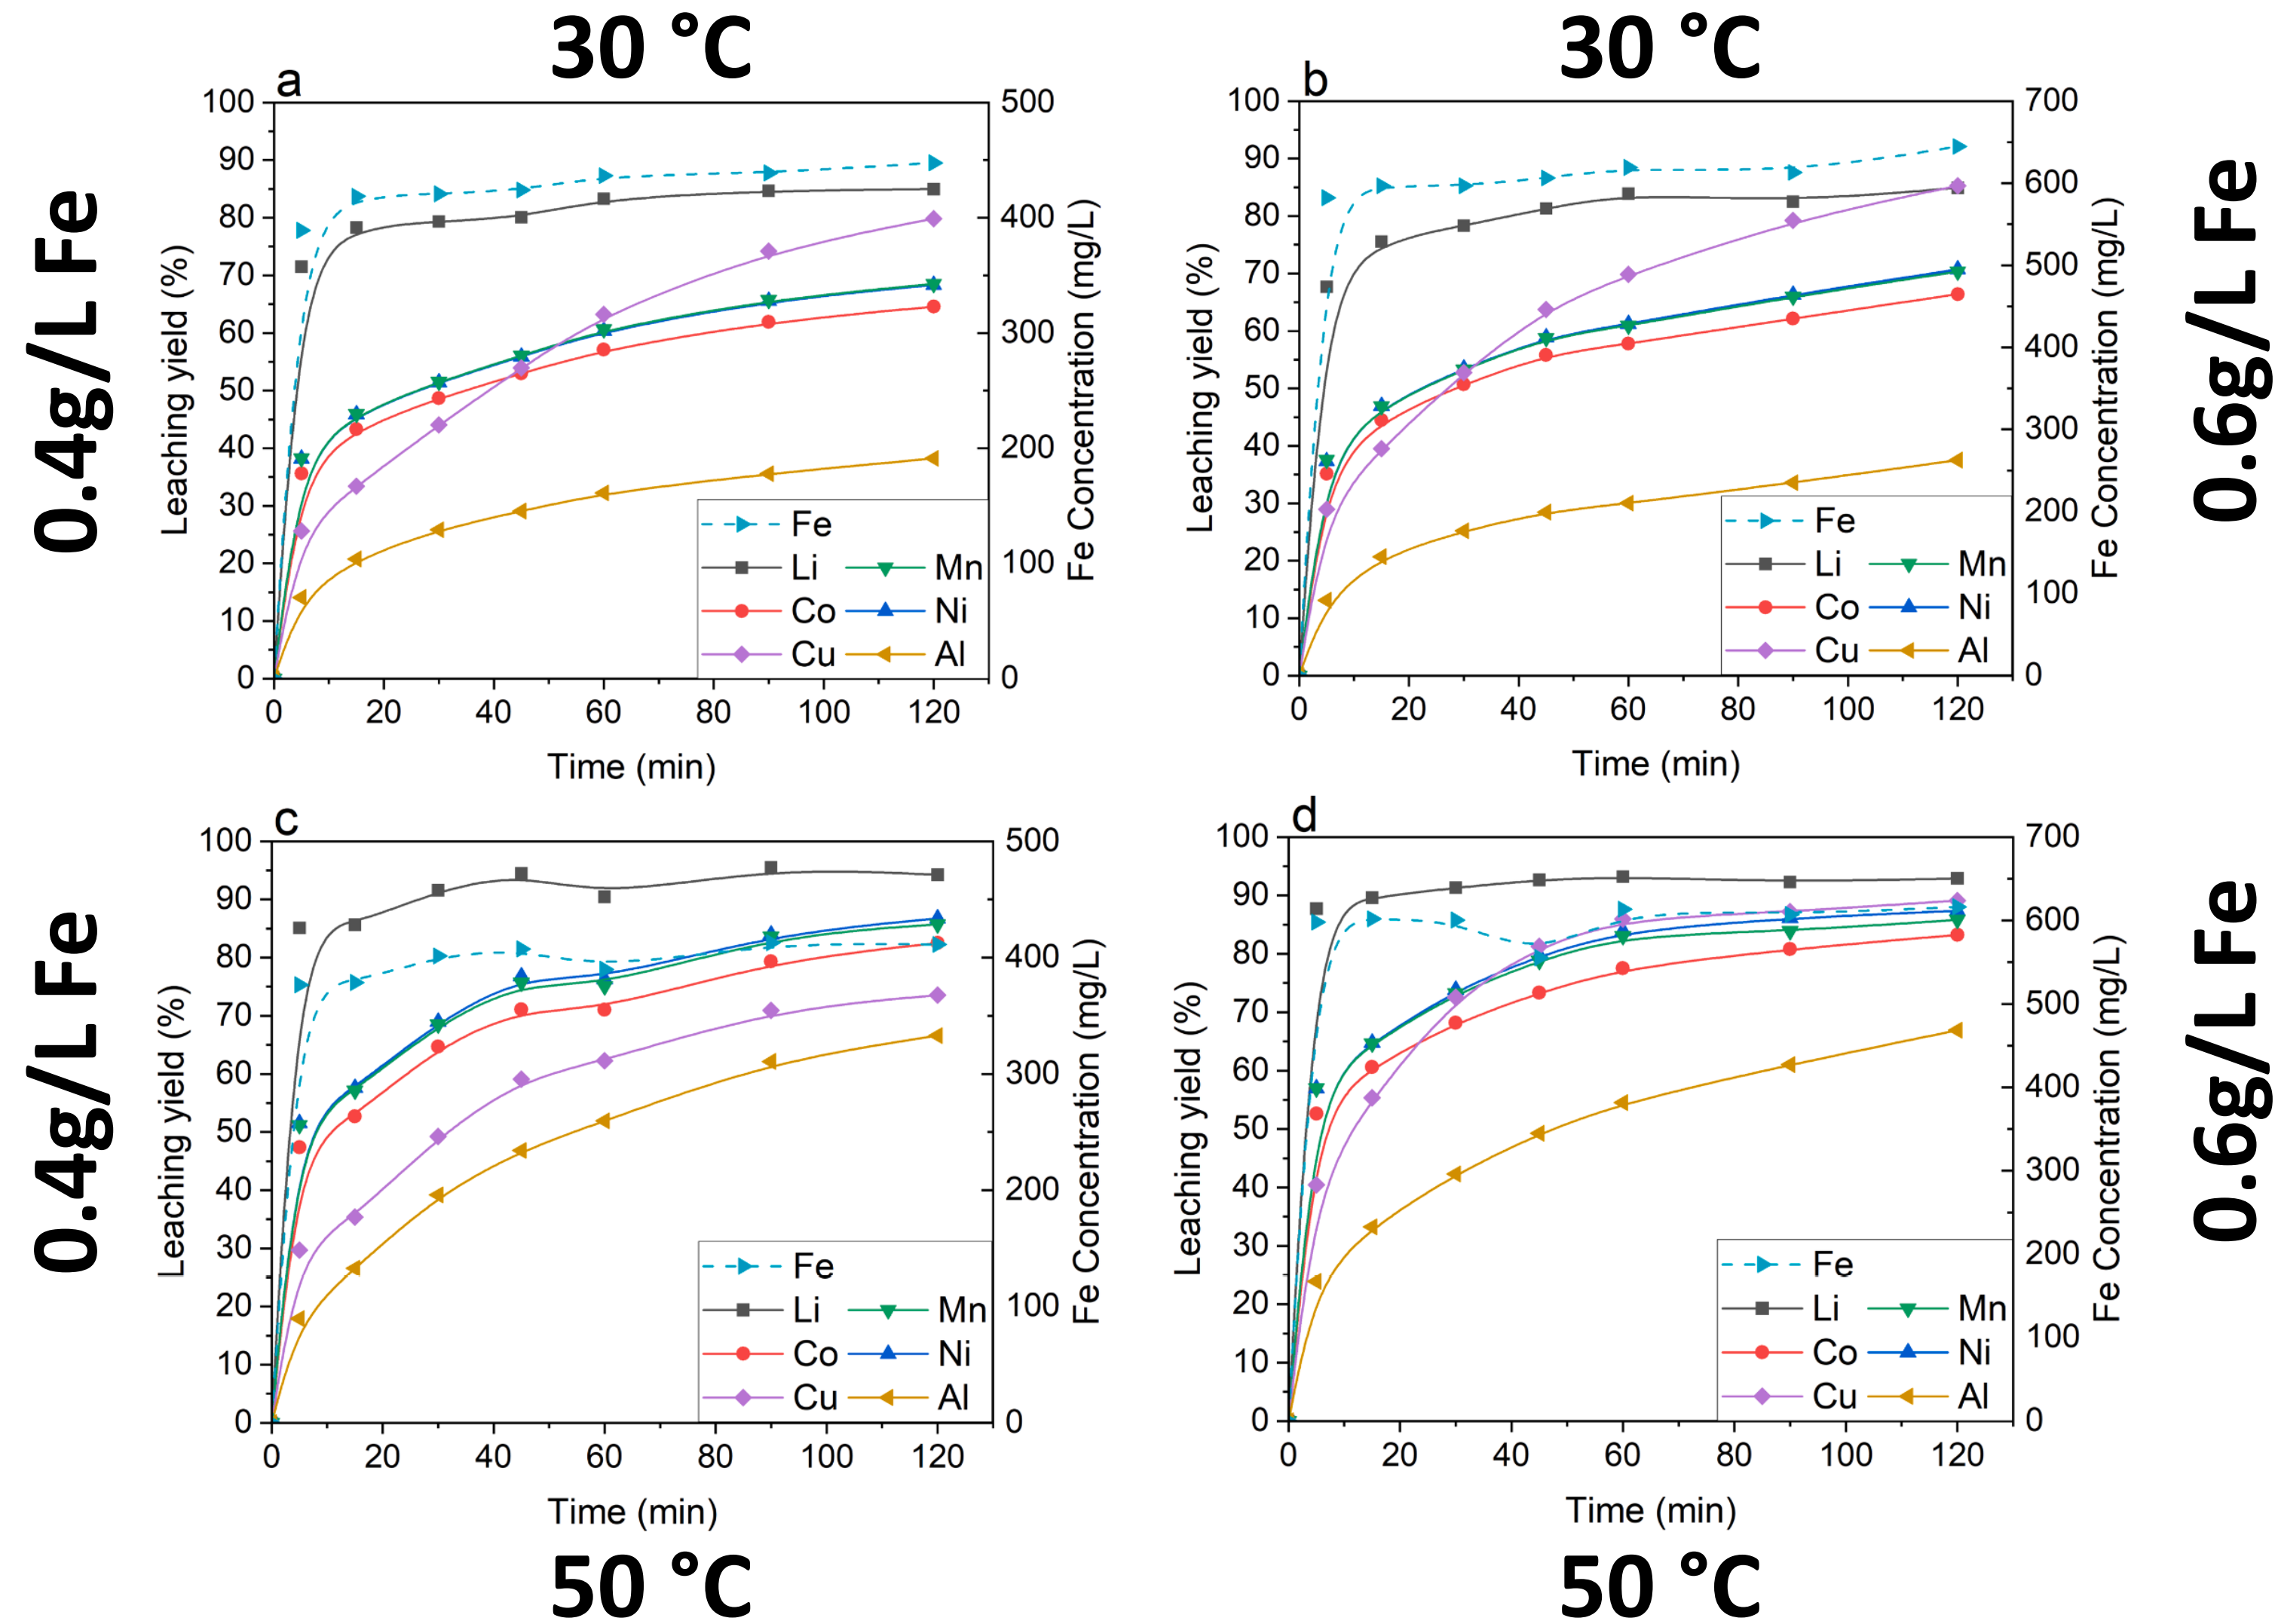 30 °C
30 °C
0.4g/L Fe
a
100
90
80
70
60
50
40
30
20
10
0
Leaching yield (%)
500
400
300
200
100
0
Fe Concentration (mg/L)
0 20 40 60 80 100 120
Time (min)
Fe
Li Mn
Co Ni
Cu Al
b
100
90
80
70
60
50
40
30
20
10
0
Leaching yield (%)
700
600
500
400
300
200
100
0
Fe Concentration (mg/L)
0 20 40 60 80 100 120
Time (min)
Fe
Li Mn
Co Ni
Cu Al
0.6g/L Fe
0.4g/L Fe
c
100
90
80
70
60
50
40
30
20
10
0
Leaching yield (%)
500
400
300
200
100
0
Fe Concentration (mg/L)
0 20 40 60 80 100 120
Time (min)
Fe
Li Mn
Co Ni
Cu Al
d
100
90
80
70
60
50
40
30
20
10
0
Leaching yield (%)
700
600
500
400
300
200
100
0
Fe Concentration (mg/L)
0 20 40 60 80 100 120
Time (min)
Fe
Li Mn
Co Ni
Cu Al
0.6g/L Fe
50 °C
50 °C